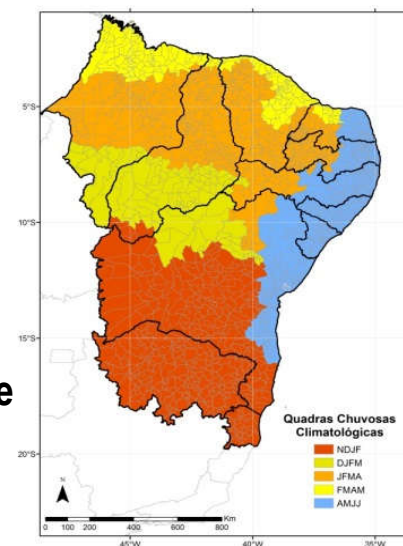 5°S
10°S
15°S
20°S
e
Quadras Chuvosas
Climatológicas
NDJF
DJFM
JFMA
FMAM
AMJJ
N
0 100 200 400 600 800
Km
45°W 40°W 35°W